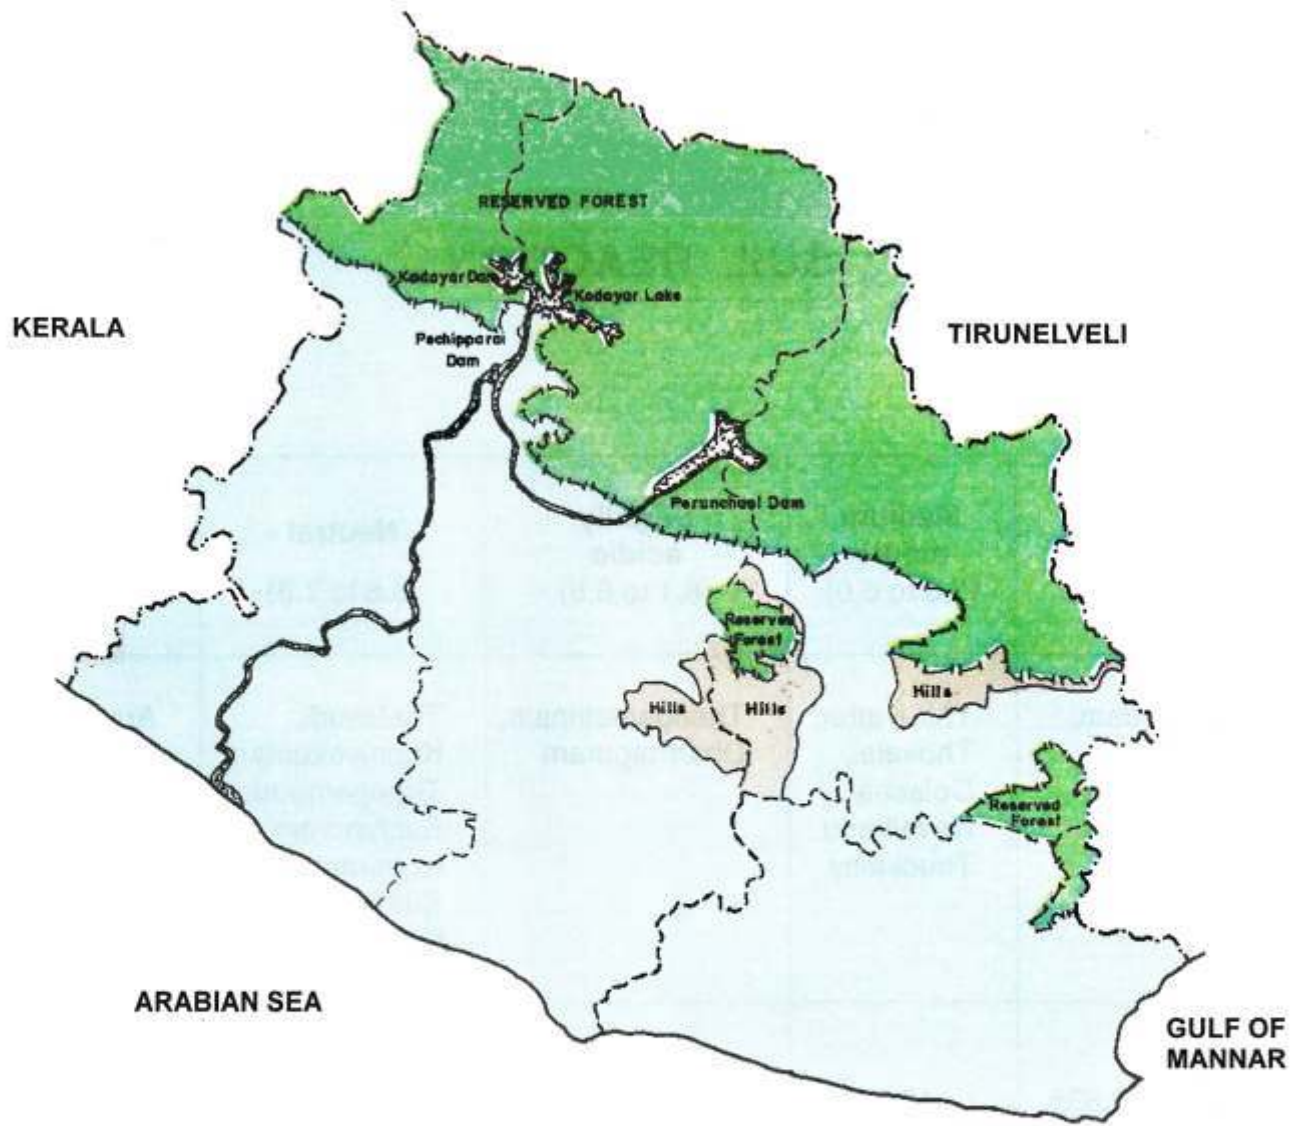 RESERVED FOREST
Kodayar Dam
Kodayar Lake
KERALA
TIRUNELVELI
Pechipparai
Dam
Perunchael Dam
Reserved
Forest
Hills
Hills
Hills
Reserved
Forest
ARABIAN SEA
GULF OF
MANNAR